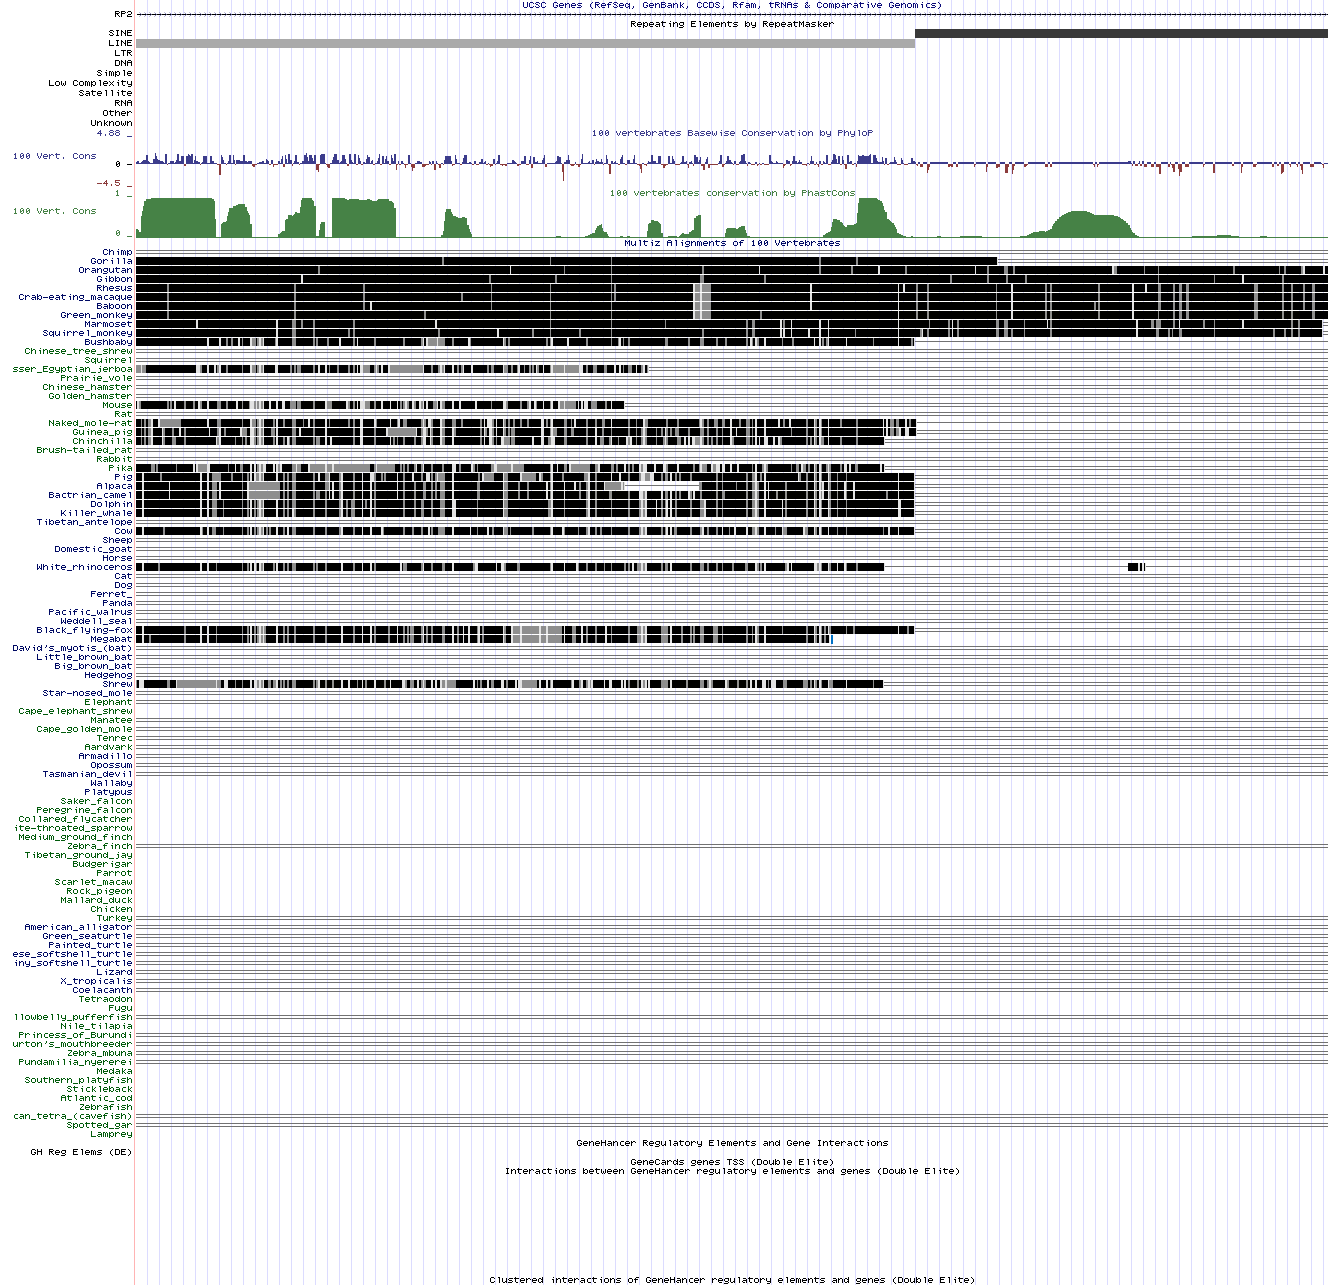 UCSC Genes (RefSeq, GenBank, CCDS, Rfam, tRNAs & Comparative Genomics)
RP2
Repeating Elements by RepeatMasker
SINE
LINE
LTR
DNA
Simple
Low Complexity
Satellite
RNA
Other
Unknown
4.88 _
100 vertebrates Basewise Conservation by PhyloP
100 Vert. Cons
0 _
-4.5 _
100 vertebrates conservation by PhastCons
1 _
100 Vert. Cons
0 _
Multiz Alignments of 100 Vertebrates
Chimp
Gorilla
Orangutan
Gibbon
Rhesus
Crab-eating_macaque
Baboon
Green_monkey
Marmoset
Squirrel_monkey
Bushbaby
Chinese_tree_shrew
Squirrel
sser_Egyptian_jerboa
Prairie_vole
Chinese_hamster
Golden_hamster
Mouse
Rat
Naked_mole-rat
Guinea_pig
Chinchilla
Brush-tailed_rat
Rabbit
Pika
Pig
Alpaca
Bactrian_camel
Dolphin
Killer_whale
Tibetan_antelope
Cow
Sheep
Domestic_goat
Horse
White_rhinoceros
Cat
Dog
Ferret_
Panda
Pacific_walrus
Weddell_seal
Black_flying-fox
Megabat
David's_myotis_(bat)
Little_brown_bat
Big_brown_bat
Hedgehog
Shrew
Star-nosed_mole
Elephant
Cape_elephant_shrew
Manatee
Cape_golden_mole
Tenrec
Aardvark
Armadillo
Opossum
Tasmanian_devil
Wallaby
Platypus
Saker_falcon
Peregrine_falcon
Collared_flycatcher
ite-throated_sparrow
Medium_ground_finch
Zebra_finch
Tibetan_ground_jay
Budgerigar
Parrot
Scarlet_macaw
Rock_pigeon
Mallard_duck
Chicken
Turkey
American_alligator
Green_seaturtle
Painted_turtle
ese_softshell_turtle
iny_softshell_turtle
Lizard
X_tropicalis
Coelacanth
Tetraodon
Fugu
llowbelly_pufferfish
Nile_tilapia
Princess_of_Burundi
urton's_mouthbreeder
Zebra_mbuna
Pundamilia_nyererei
Medaka
Southern_platyfish
Stickleback
Atlantic_cod
Zebrafish
can_tetra_(cavefish)
Spotted_gar
Lamprey
GeneHancer Regulatory Elements and Gene Interactions
GH Reg Elems (DE)
GeneCards genes TSS (Double Elite)
Interactions between GeneHancer regulatory elements and genes (Double Elite)
Clustered interactions of GeneHancer regulatory elements and genes (Double Elite)